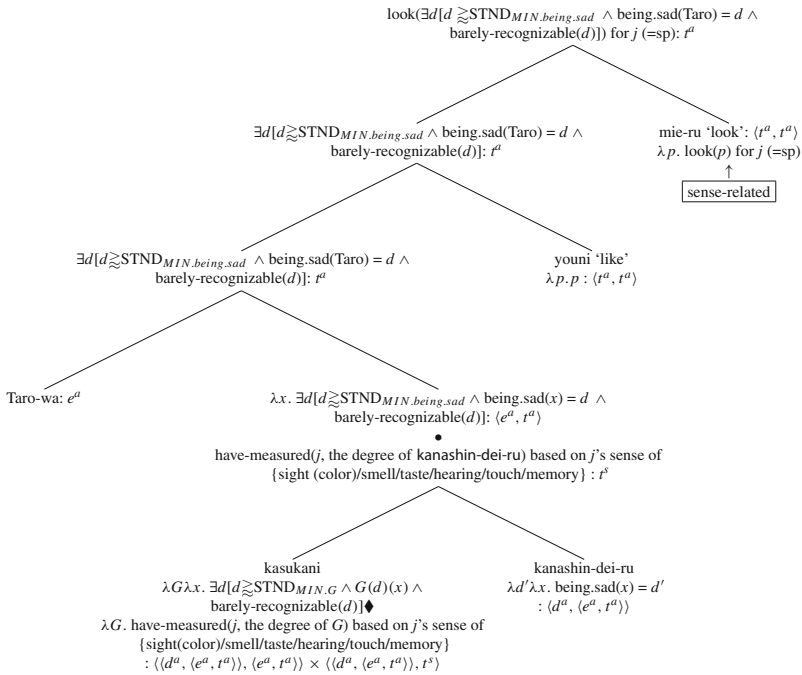 look(∃d[d ⪆STND_MIN.being.sad ∧ being.sad(Taro) = d ∧
barely-recognizable(d)]) for j (=sp): t^a
∃d[d⪆STND_MIN.being.sad ∧ being.sad(Taro) = d ∧
barely-recognizable(d)]: t^a
mie-ru ‘look’: ⟨t^a, t^a⟩
λp. look(p) for j (=sp)
↑
sense-related
∃d[d⪆STND_MIN.being.sad ∧ being.sad(Taro) = d ∧
barely-recognizable(d)]: t^a
youni ‘like’
λp.p : ⟨t^a, t^a⟩
Taro-wa: e^a
λx. ∃d[d⪆STND_MIN.being.sad ∧ being.sad(x) = d ∧
barely-recognizable(d)]: ⟨e^a, t^a⟩
•
have-measured(j, the degree of kanashin-dei-ru) based on j’s sense of
{sight (color)/smell/taste/hearing/touch/memory} : t^s
kasukani
λGλx. ∃d[d⪆STND_MIN.G ∧ G(d)(x) ∧
barely-recognizable(d)]♦
λG. have-measured(j, the degree of G) based on j’s sense of
{sight(color)/smell/taste/hearing/touch/memory}
: ⟨⟨d^a, ⟨e^a, t^a⟩⟩, ⟨e^a, t^a⟩⟩ × ⟨⟨d^a, ⟨e^a, t^a⟩⟩, t^s⟩
kanashin-dei-ru
λd′λx. being.sad(x) = d′
: ⟨d^a, ⟨e^a, t^a⟩⟩